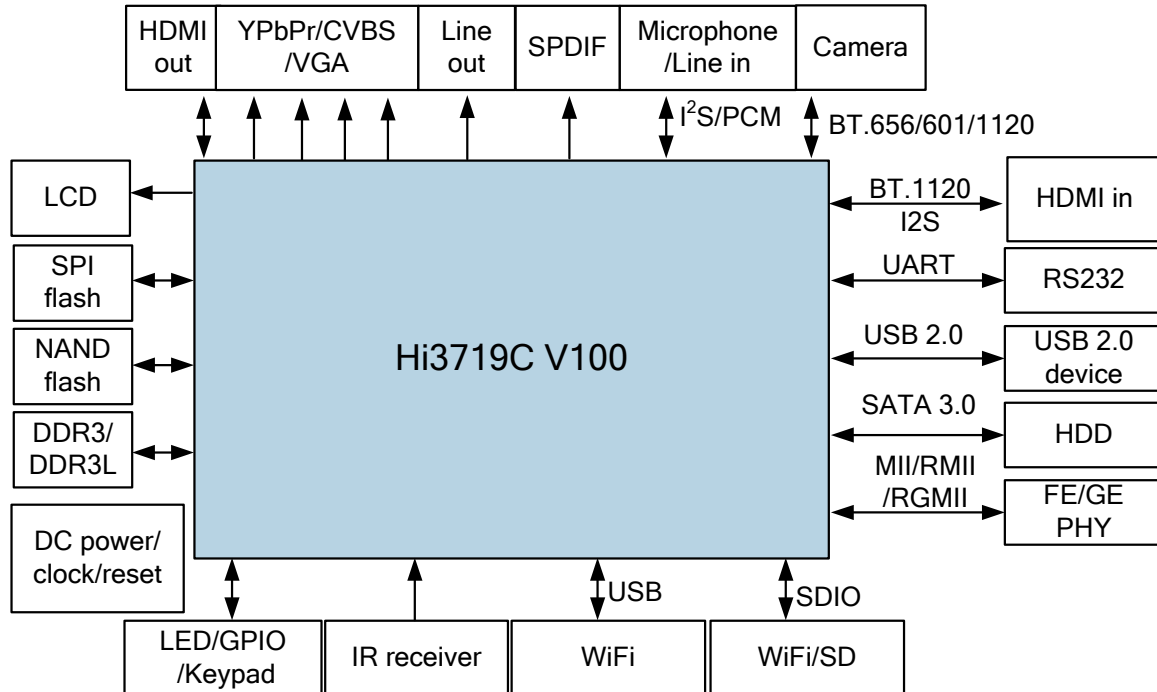 HDMI
out
YPbPr/CVBS
/VGA
Line
out
SPDIF
Microphone
/Line in
Camera
I²S/PCM
BT.656/601/1120
LCD
SPI
flash
NAND
flash
DDR3/
DDR3L
DC power/
clock/reset
Hi3719C V100
BT.1120
I2S
HDMI in
UART
RS232
USB 2.0
USB 2.0
device
SATA 3.0
HDD
MII/RMII
/RGMII
FE/GE
PHY
USB
SDIO
LED/GPIO
/Keypad
IR receiver
WiFi
WiFi/SD